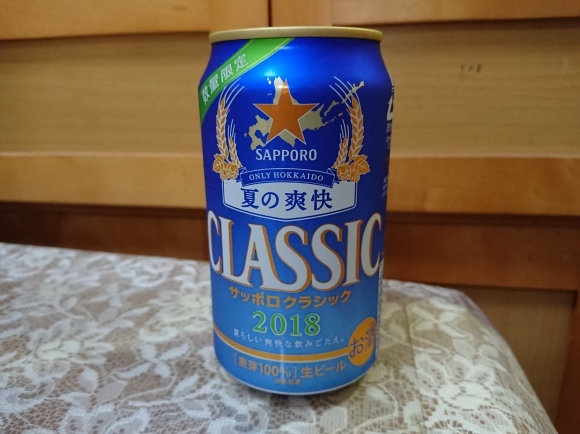 数量限定
SAPPORO
ONLY HOKKAIDO
夏の爽快
CLASSIC
サッポロクラシック
2018
夏らしい爽快な飲みごたえ。
お酒
[麦芽100%]生ビール